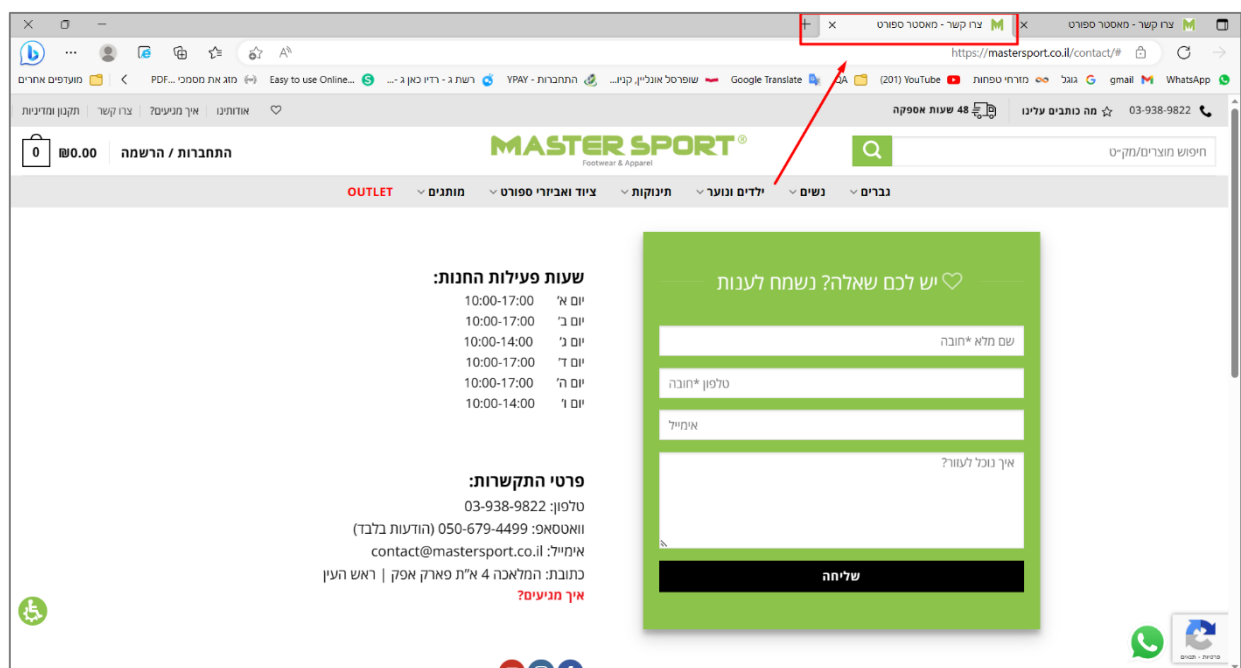 צרו קשר - מאסטר ספורט
צרו קשר - מאסטר ספורט
https://mastersport.co.il/contact/#
WhatsApp
gmail
גוגל
מזרחי טפחות
(201) YouTube
QA
Google Translate
שופרסל אונליין, קניו...
התחברות - YPAY
רשת ג - רדיו כאן ג -...
Easy to use Online...
מזג את מסמכי PDF...
מועדפים אחרים
03-938-9822
מה כותבים עלינו
48 שעות אספקה
אודותינו
איך מגיעים?
צרו קשר
תקנון ומדיניות
חיפוש מוצרים/מק״ט
MASTER SPORT®
Footwear & Apparel
התחברות / הרשמה
₪0.00
0
גברים
נשים
ילדים ונוער
תינוקות
ציוד ואביזרי ספורט
מותגים
OUTLET
יש לכם שאלה? נשמח לענות
שם מלא *חובה
טלפון *חובה
אימייל
איך נוכל לעזור?
שליחה
שעות פעילות החנות:
יום א׳ 10:00-17:00
יום ב׳ 10:00-17:00
יום ג׳ 10:00-14:00
יום ד׳ 10:00-17:00
יום ה׳ 10:00-17:00
יום ו׳ 10:00-14:00
פרטי התקשרות:
טלפון: 03-938-9822
וואטסאפ: 050-679-4499 (הודעות בלבד)
אימייל: contact@mastersport.co.il
כתובת: המלאכה 4 א״ת פארק אפק | ראש העין
איך מגיעים?
פרטיות - תנאים